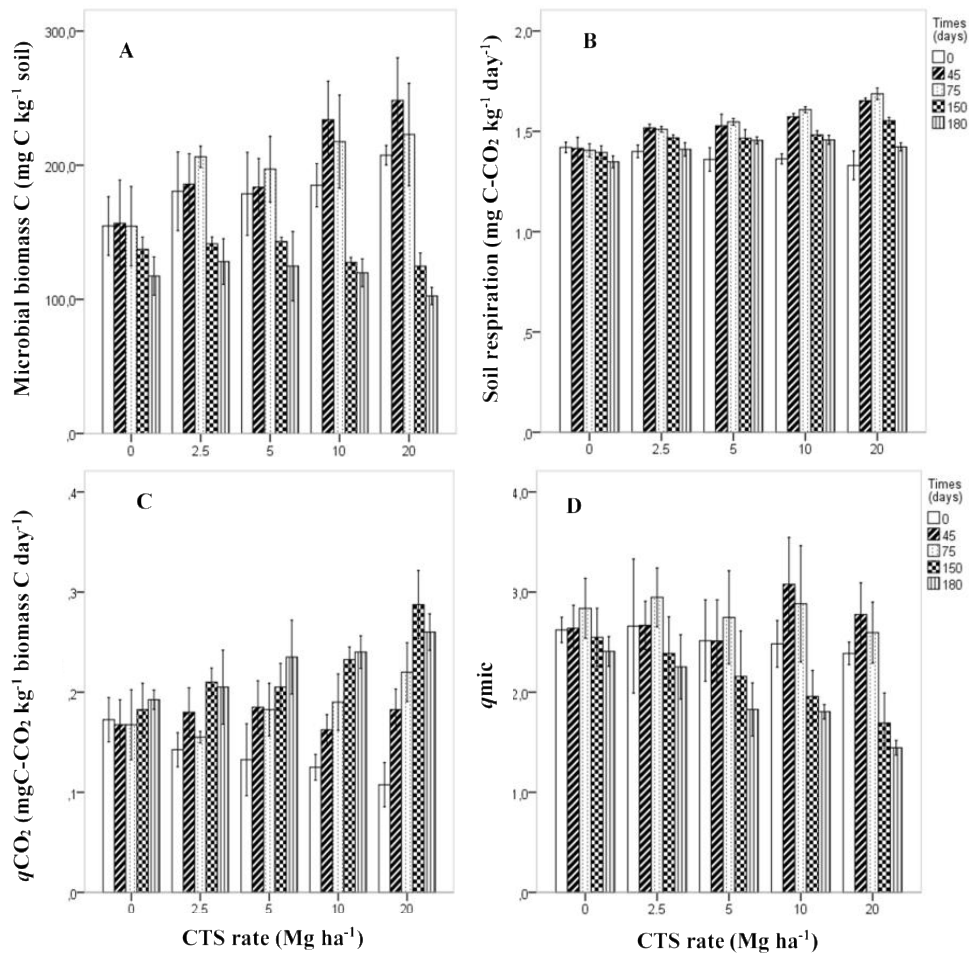 A
Microbial biomass C (mg C kg⁻¹ soil)
300,0
200,0
100,0
,0
0 2.5 5 10 20
B
Soil respiration (mg C-CO₂ kg⁻¹ day⁻¹)
2,0
1,5
1,0
,5
,0
0 2.5 5 10 20
Times
(days)
0
45
75
150
180
C
qCO₂ (mgC-CO₂ kg⁻¹ biomass C day⁻¹)
,4
,3
,2
,1
,0
0 2.5 5 10 20
CTS rate (Mg ha⁻¹)
D
qmic
4,0
3,0
2,0
1,0
,0
0 2.5 5 10 20
CTS rate (Mg ha⁻¹)
Times
(days)
0
45
75
150
180